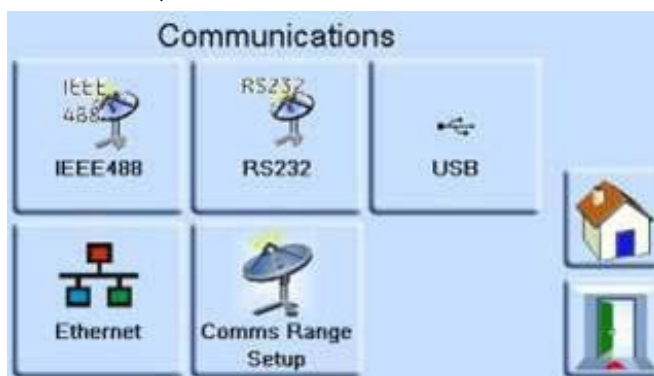 Communications
IEEE
488
IEEE488
RS232
RS232
USB
Ethernet
Comms Range
Setup